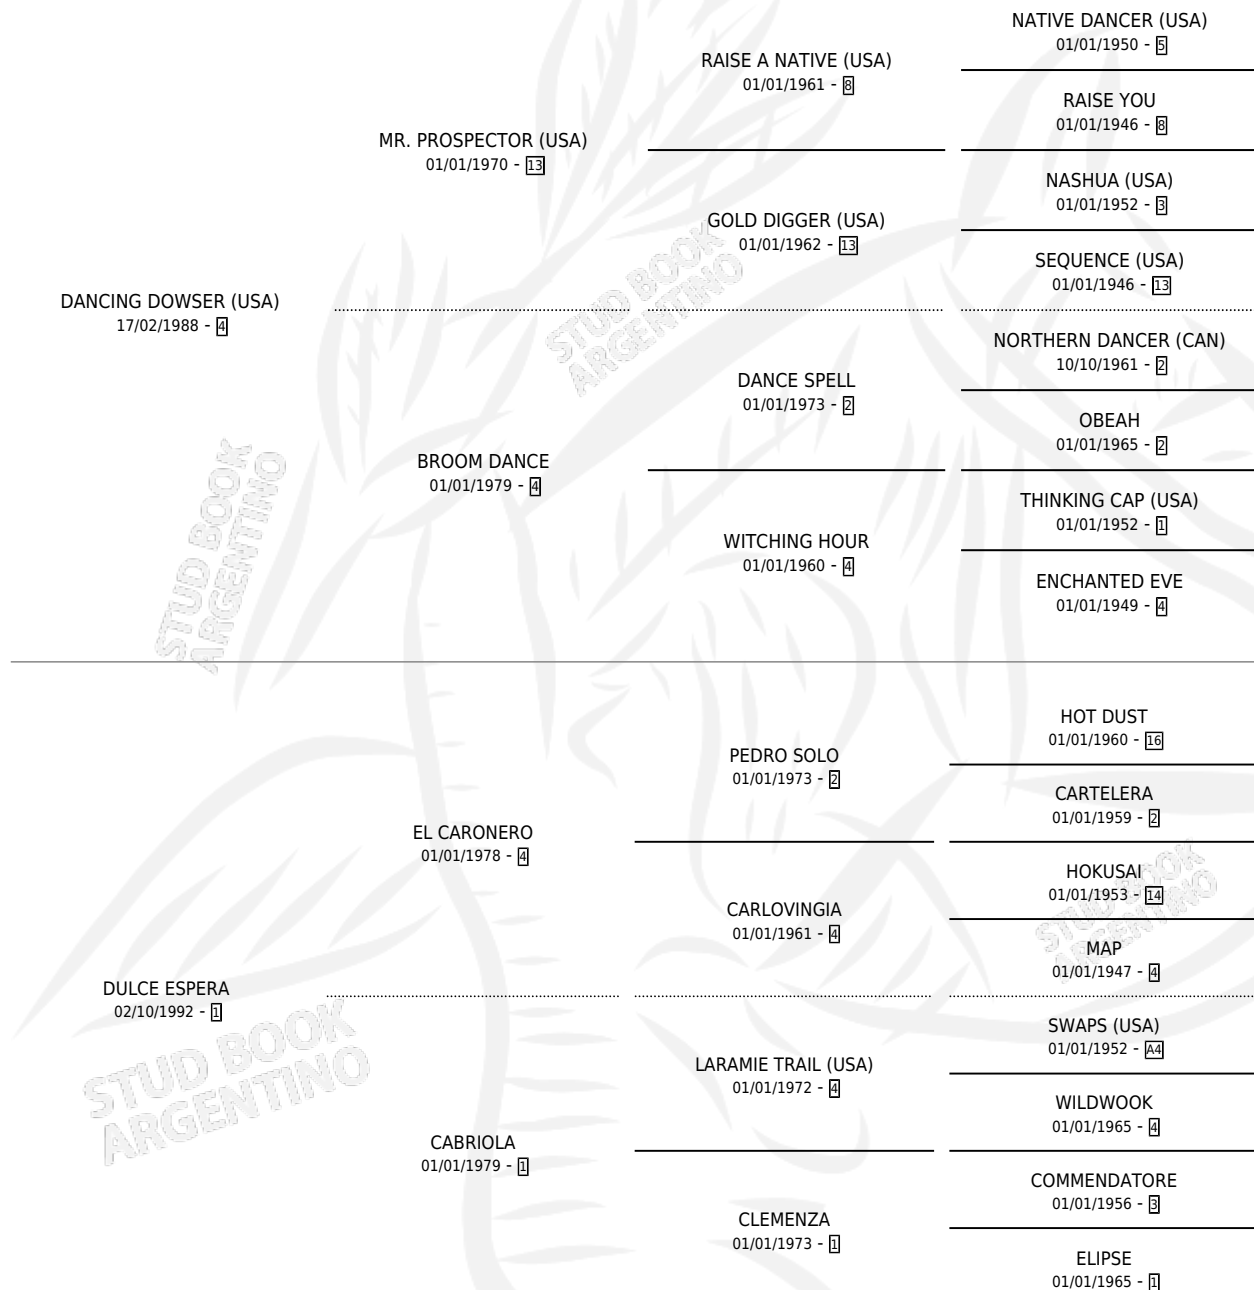 NATIVE DANCER (USA)
01/01/1950 - 5
RAISE A NATIVE (USA)
01/01/1961 - 8
RAISE YOU
01/01/1946 - 8
MR. PROSPECTOR (USA)
01/01/1970 - 13
NASHUA (USA)
01/01/1952 - 3
GOLD DIGGER (USA)
01/01/1962 - 13
SEQUENCE (USA)
01/01/1946 - 13
DANCING DOWSER (USA)
17/02/1988 - 4
STUD BOOK
ARGENTINO
NORTHERN DANCER (CAN)
10/10/1961 - 2
DANCE SPELL
01/01/1973 - 2
OBEAH
01/01/1965 - 2
BROOM DANCE
01/01/1979 - 4
THINKING CAP (USA)
01/01/1952 - 1
WITCHING HOUR
01/01/1960 - 4
ENCHANTED EVE
01/01/1949 - 4
STUD BOOK
ARGENTINO
HOT DUST
01/01/1960 - 16
PEDRO SOLO
01/01/1973 - 2
CARTELERA
01/01/1959 - 2
EL CARONERO
01/01/1978 - 4
HOKUSAI
01/01/1953 - 14
CARLOVINGIA
01/01/1961 - 4
STUD BOOK
ARGENTINO
MAP
01/01/1947 - 4
DULCE ESPERA
02/10/1992 - 1
SWAPS (USA)
01/01/1952 - A4
LARAMIE TRAIL (USA)
01/01/1972 - 4
STUD BOOK
ARGENTINO
WILDWOOK
01/01/1965 - 4
CABRIOLA
01/01/1979 - 1
COMMENDATORE
01/01/1956 - 3
CLEMENZA
01/01/1973 - 1
ELIPSE
01/01/1965 - 1